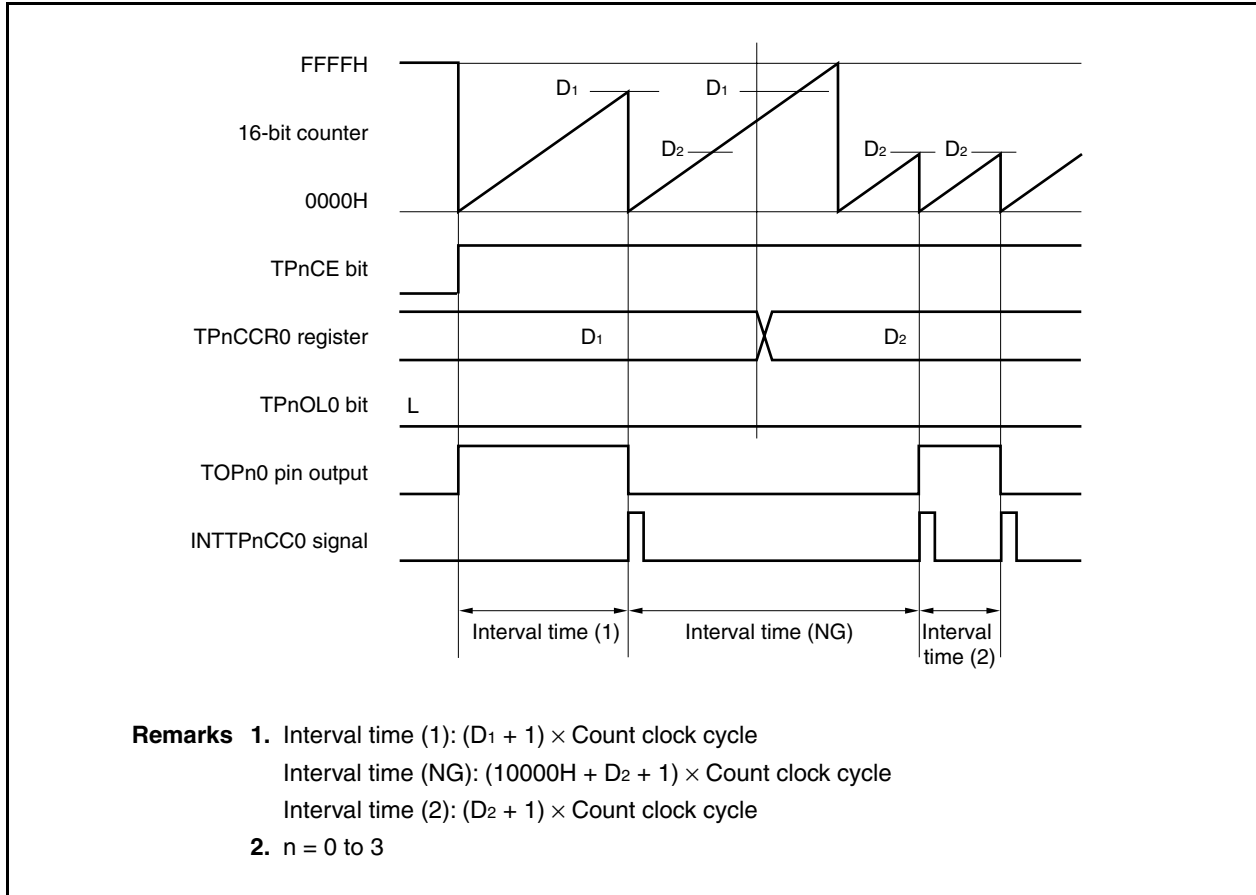 FFFFH
D1
D1
16-bit counter
D2
D2
D2
0000H
TPnCE bit
TPnCCR0 register
D1
D2
TPnOL0 bit
L
TOPn0 pin output
INTTPnCC0 signal
Interval time (1)
Interval time (NG)
Interval
time (2)
Remarks 1. Interval time (1): (D1 + 1) × Count clock cycle
Interval time (NG): (10000H + D2 + 1) × Count clock cycle
Interval time (2): (D2 + 1) × Count clock cycle
2. n = 0 to 3